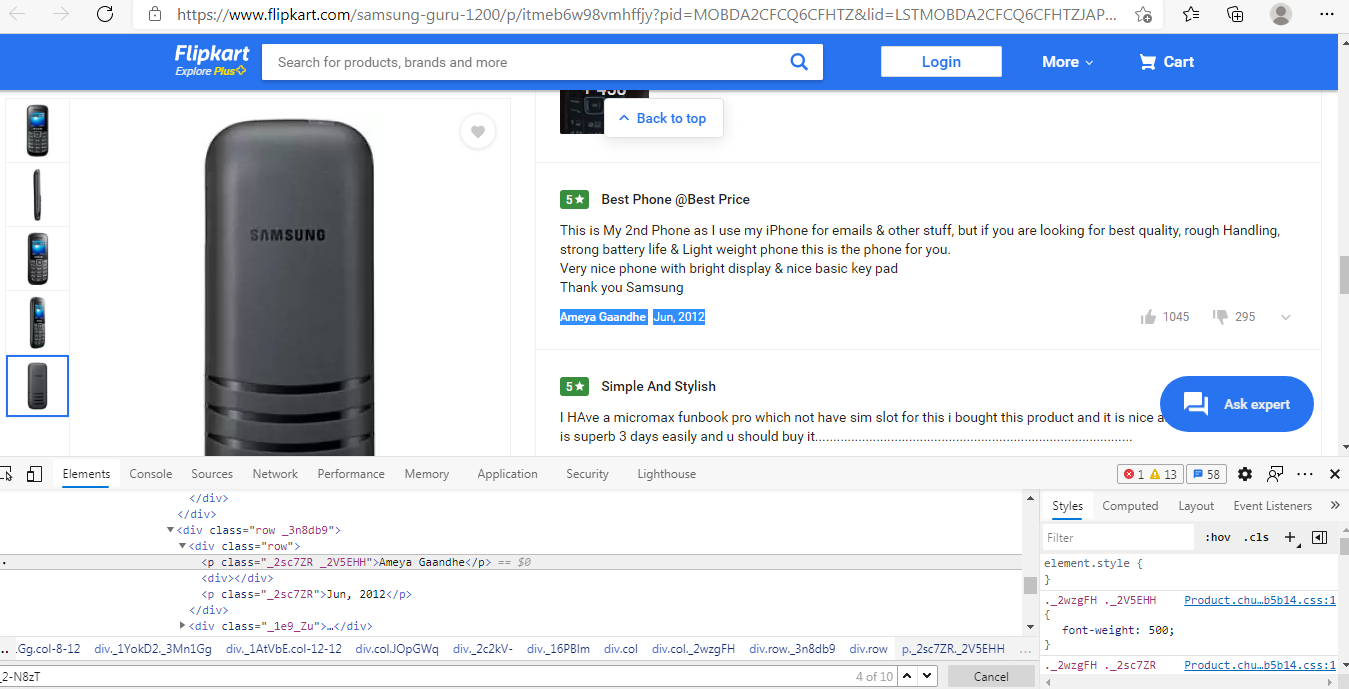 https://www.flipkart.com/samsung-guru-1200/p/itmeb6w98vmhffjy?pid=MOBDA2CFCQ6CFHTZ&lid=LSTMOBDA2CFCQ6CFHTZJAP...
Flipkart
Explore Plus
Search for products, brands and more
Login
More
Cart
Back to top
SAMSUNG
5★ Best Phone @Best Price
This is My 2nd Phone as I use my iPhone for emails & other stuff, but if you are looking for best quality, rough Handling,
strong battery life & Light weight phone this is the phone for you.
Very nice phone with bright display & nice basic key pad
Thank you Samsung
Ameya Gaandhe Jun, 2012 1045 295
5★ Simple And Stylish
I HAve a micromax funbook pro which not have sim slot for this i bought this product and it is nice
is superb 3 days easily and u should buy it.......................................................................................
Ask expert
Elements Console Sources Network Performance Memory Application Security Lighthouse 1 13 58
</div>
</div>
<div class="row _3n8db9">
<div class="row">
<p class="_2sc7ZR _2V5EHH">Ameya Gaandhe</p> == $0
<div></div>
<p class="_2sc7ZR">Jun, 2012</p>
</div>
<div class="_1e9_Zu">…</div>
.. .Gg.col-8-12 div._1YokD2._3Mn1Gg div._1AtVbE.col-12-12 div.col.JOpGWq div._2c2kV- div._16PBlm div.col div.col._2wzgFH div.row._3n8db9 div.row p._2sc7ZR._2V5EHH ...
_2-N8zT 4 of 10 Cancel
Styles Computed Layout Event Listeners »
Filter :hov .cls +
element.style {
}
._2wzgFH ._2V5EHH Product.chu…b5b14.css:1
{
font-weight: 500;
}
._2wzgFH ._2sc7ZR Product.chu…b5b14.css:1